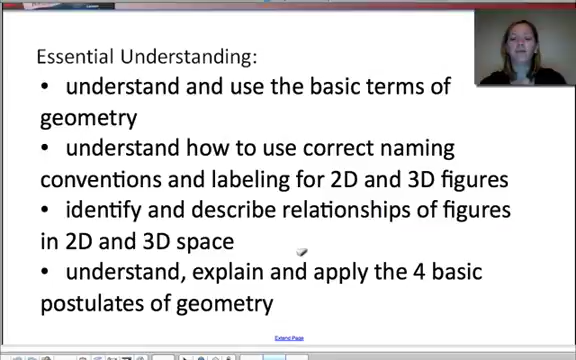 Essential Understanding:
• understand and use the basic terms of
geometry
• understand how to use correct naming
conventions and labeling for 2D and 3D figures
• identify and describe relationships of figures
in 2D and 3D space
• understand, explain and apply the 4 basic
postulates of geometry
Extend Page